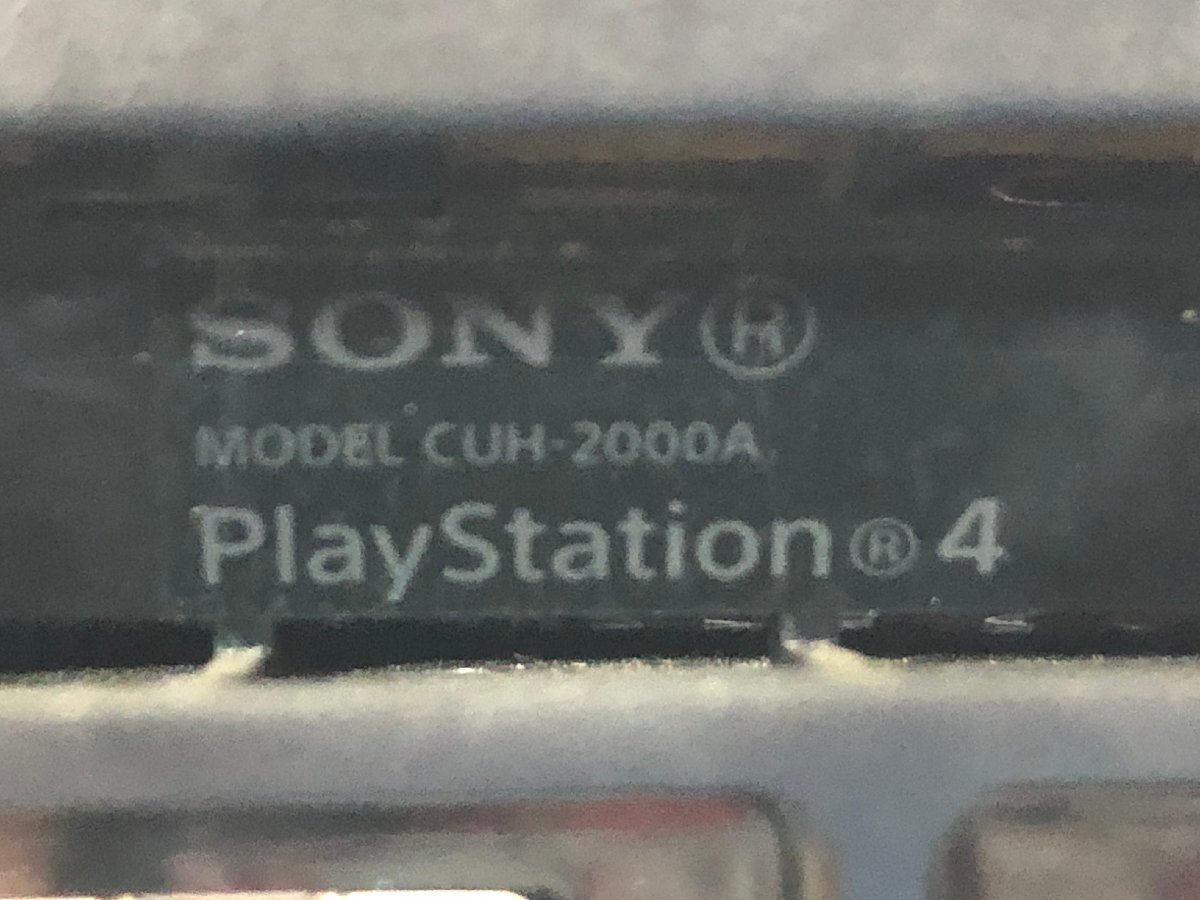 SONY®
MODEL CUH-2000A
PlayStation®4